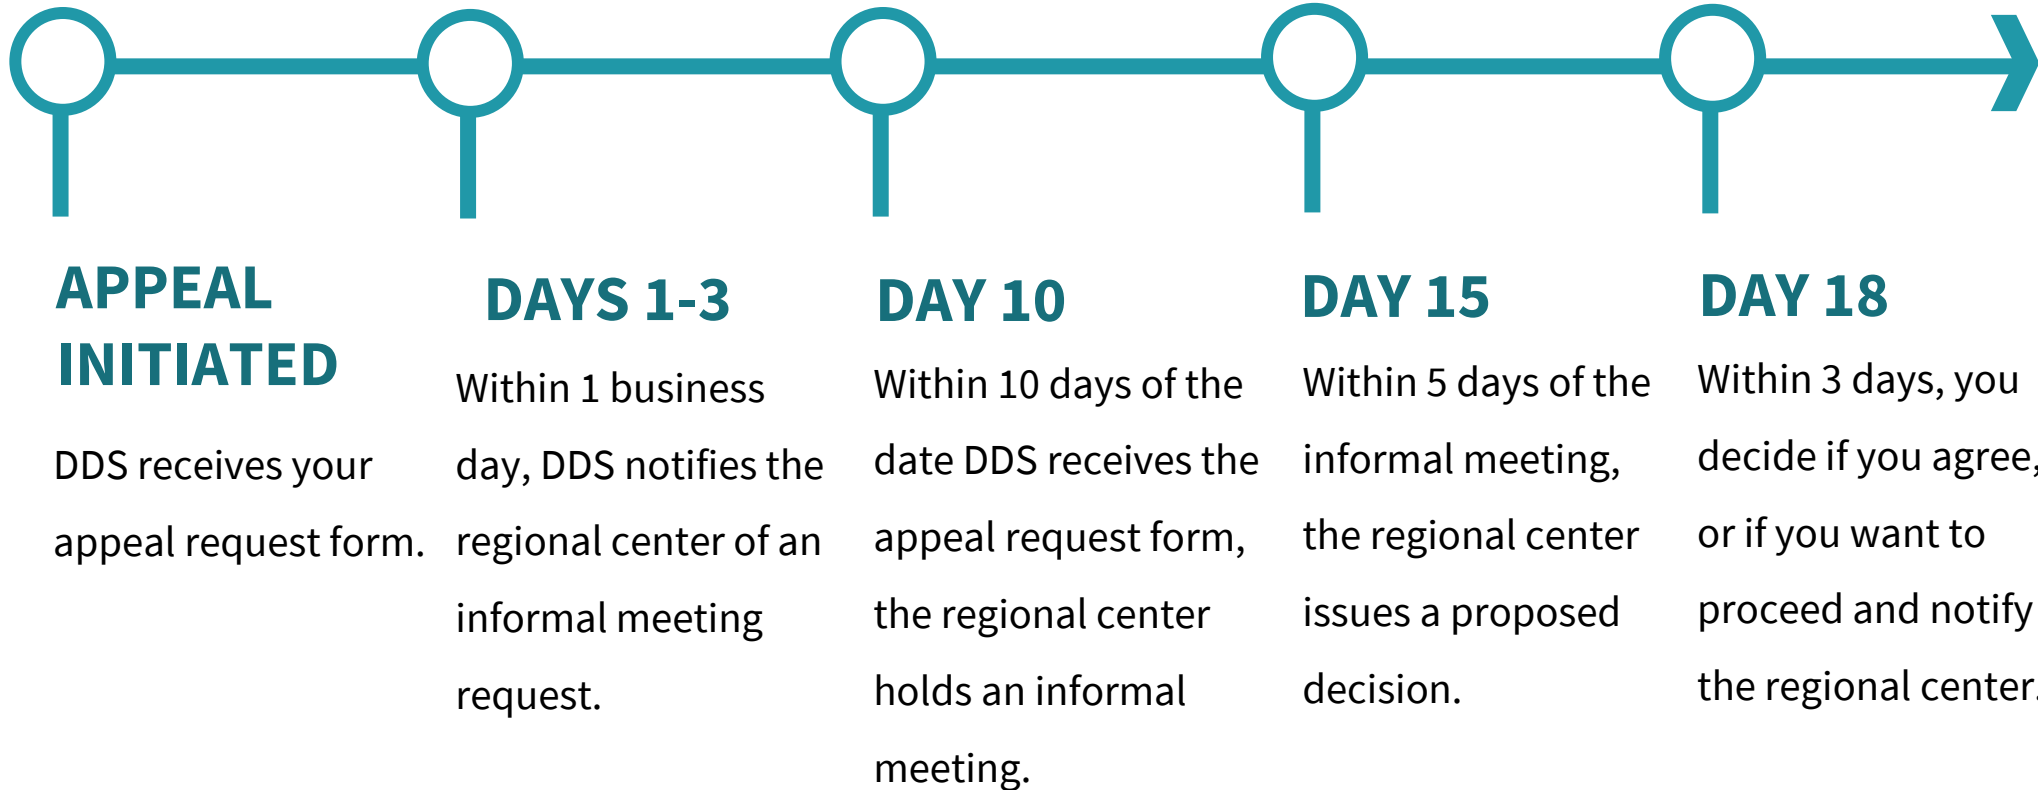 APPEAL
INITIATED
DDS receives your
appeal request form.
DAYS 1-3
Within 1 business
day, DDS notifies the
regional center of an
informal meeting
request.
DAY 10
Within 10 days of the
date DDS receives the
appeal request form,
the regional center
holds an informal
meeting.
DAY 15
Within 5 days of the
informal meeting,
the regional center
issues a proposed
decision.
DAY 18
Within 3 days, you
decide if you agree,
or if you want to
proceed and notify
the regional center.